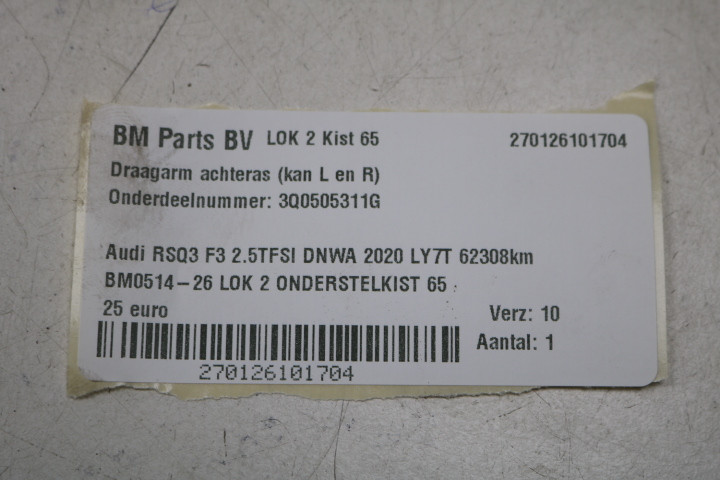 BM Parts BV LOK 2 Kist 65 270126101704
Draagarm achteras (kan L en R)
Onderdeelnummer: 3Q0505311G
Audi RSQ3 F3 2.5TFSI DNWA 2020 LY7T 62308km
BM0514-26 LOK 2 ONDERSTELKIST 65
25 euro Verz: 10
Aantal: 1
270126101704